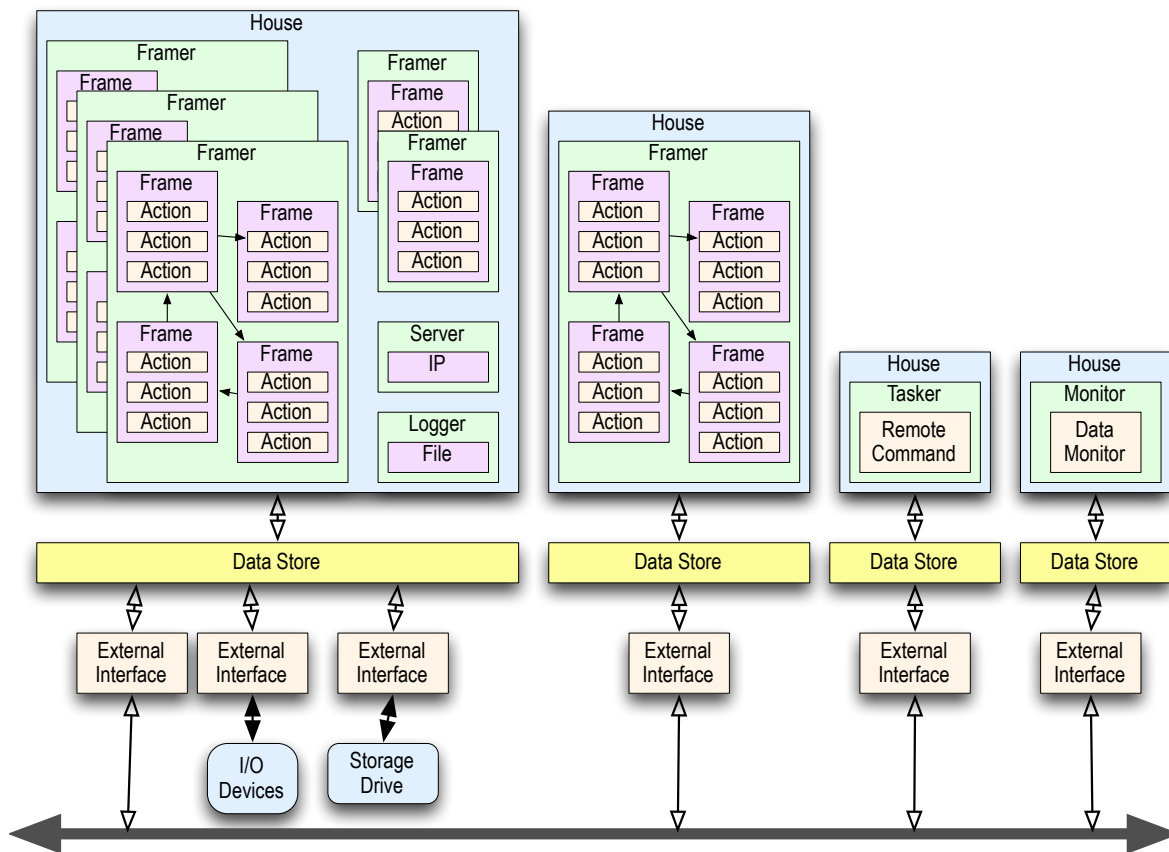 House
Framer
Frame
Framer
Frame
Framer
Frame
Action
Action
Action
Frame
Action
Action
Action
Frame
Action
Action
Action
Frame
Action
Action
Action
Framer
Frame
Action
Framer
Frame
Action
Action
Action
Server
IP
Logger
File
House
Framer
Frame
Action
Action
Action
Frame
Action
Action
Action
Frame
Action
Action
Action
Frame
Action
Action
Action
House
Tasker
Remote
Command
House
Monitor
Data
Monitor
Data Store
Data Store
Data Store
Data Store
External
Interface
External
Interface
External
Interface
External
Interface
External
Interface
External
Interface
I/O
Devices
Storage
Drive